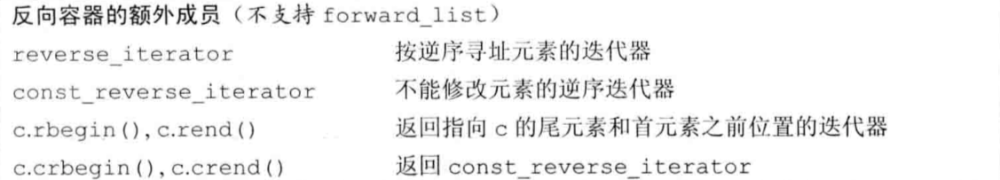 反向容器的额外成员（不支持 forward_list）
reverse_iterator 按逆序寻址元素的迭代器
const_reverse_iterator 不能修改元素的逆序迭代器
c.rbegin(),c.rend() 返回指向 c 的尾元素和首元素之前位置的迭代器
c.crbegin(),c.crend() 返回 const_reverse_iterator